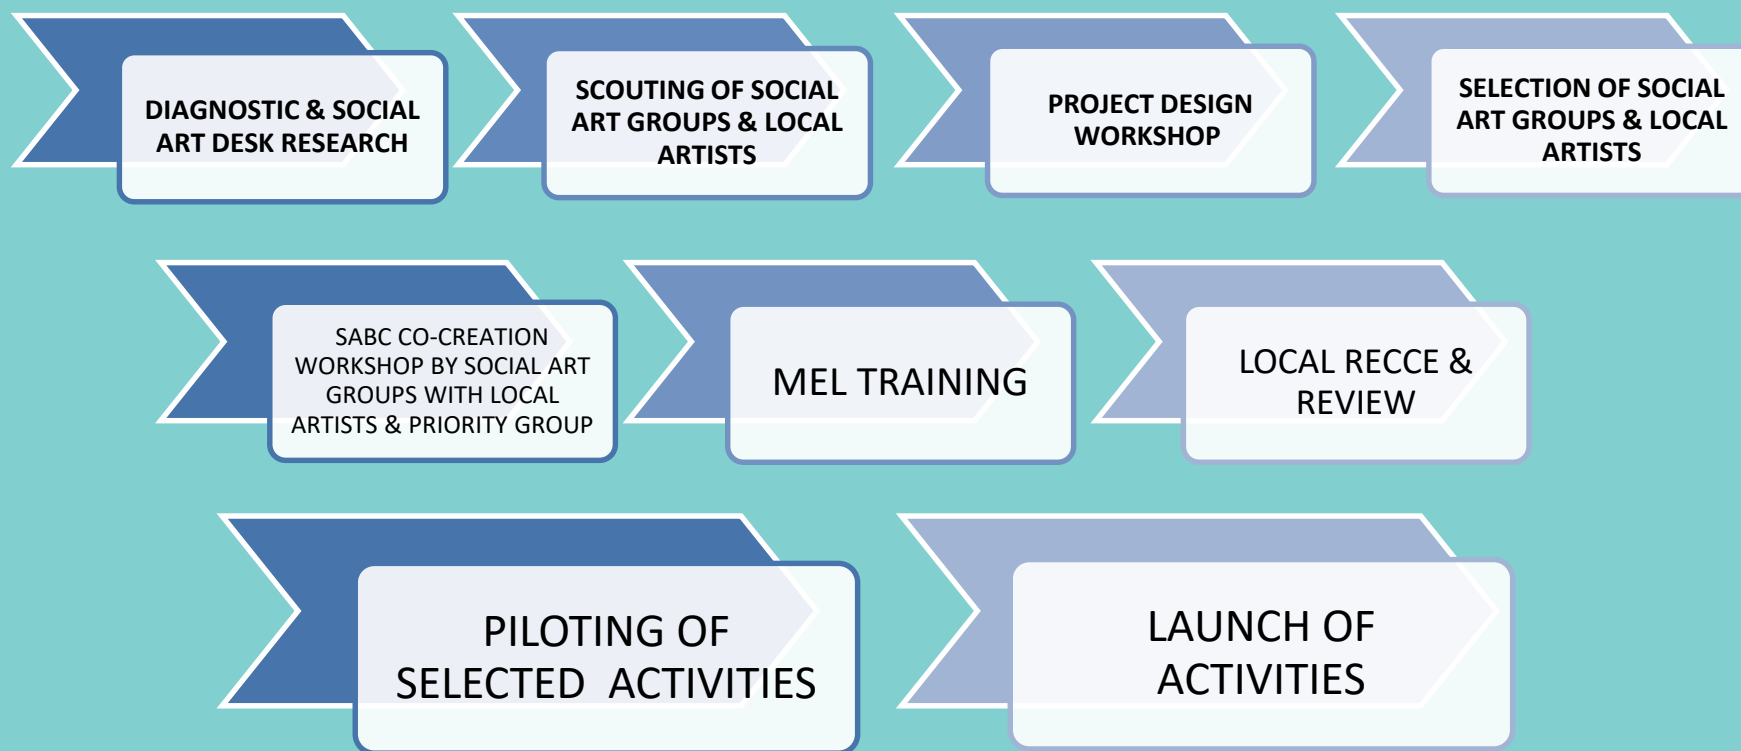 DIAGNOSTIC & SOCIAL
ART DESK RESEARCH
SCOUTING OF SOCIAL
ART GROUPS & LOCAL
ARTISTS
PROJECT DESIGN
WORKSHOP
SELECTION OF SOCIAL
ART GROUPS & LOCAL
ARTISTS
SABC CO-CREATION
WORKSHOP BY SOCIAL ART
GROUPS WITH LOCAL
ARTISTS & PRIORITY GROUP
MEL TRAINING
LOCAL RECCE &
REVIEW
PILOTING OF
SELECTED  ACTIVITIES
LAUNCH OF
ACTIVITIES